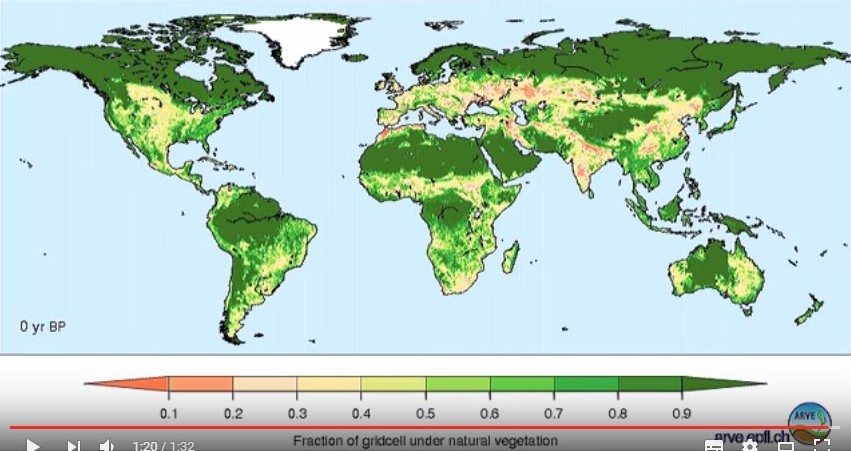 0 yr BP
0.1 0.2 0.3 0.4 0.5 0.6 0.7 0.8 0.9
ARVE
Fraction of gridcell under natural vegetation
arve.epfl.ch
1:20 / 1:32